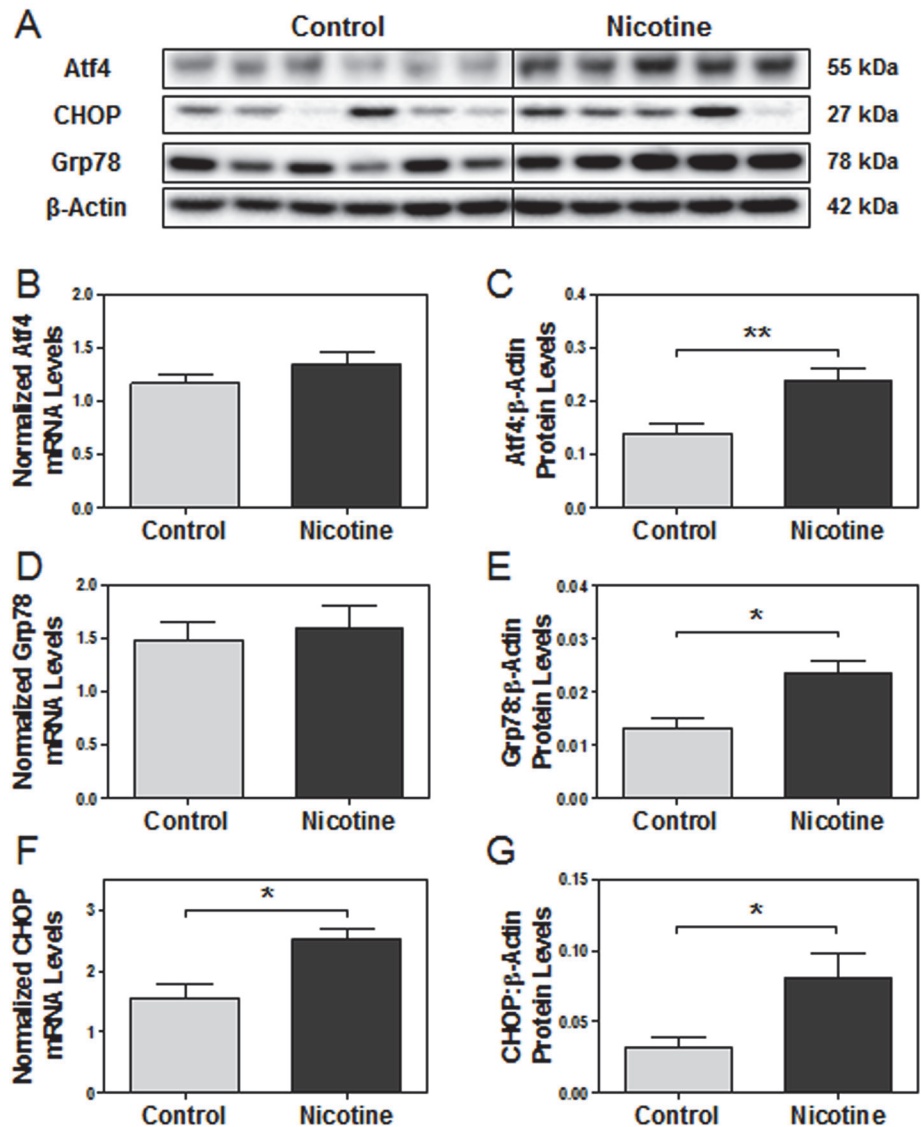 A
Control Nicotine
Atf4 55 kDa
CHOP 27 kDa
Grp78 78 kDa
β-Actin 42 kDa
B
Normalized Atf4
mRNA Levels
2.0
1.5
1.0
0.5
0.0
Control Nicotine
C
Atf4:β-Actin
Protein Levels
0.4
0.3
0.2
0.1
0.0
**
Control Nicotine
D
Normalized Grp78
mRNA Levels
2.0
1.5
1.0
0.5
0.0
Control Nicotine
E
Grp78:β-Actin
Protein Levels
0.04
0.03
0.02
0.01
0.00
*
Control Nicotine
F
Normalized CHOP
mRNA Levels
3
2
1
0
*
Control Nicotine
G
CHOP:β-Actin
Protein Levels
0.15
0.10
0.05
0.00
*
Control Nicotine